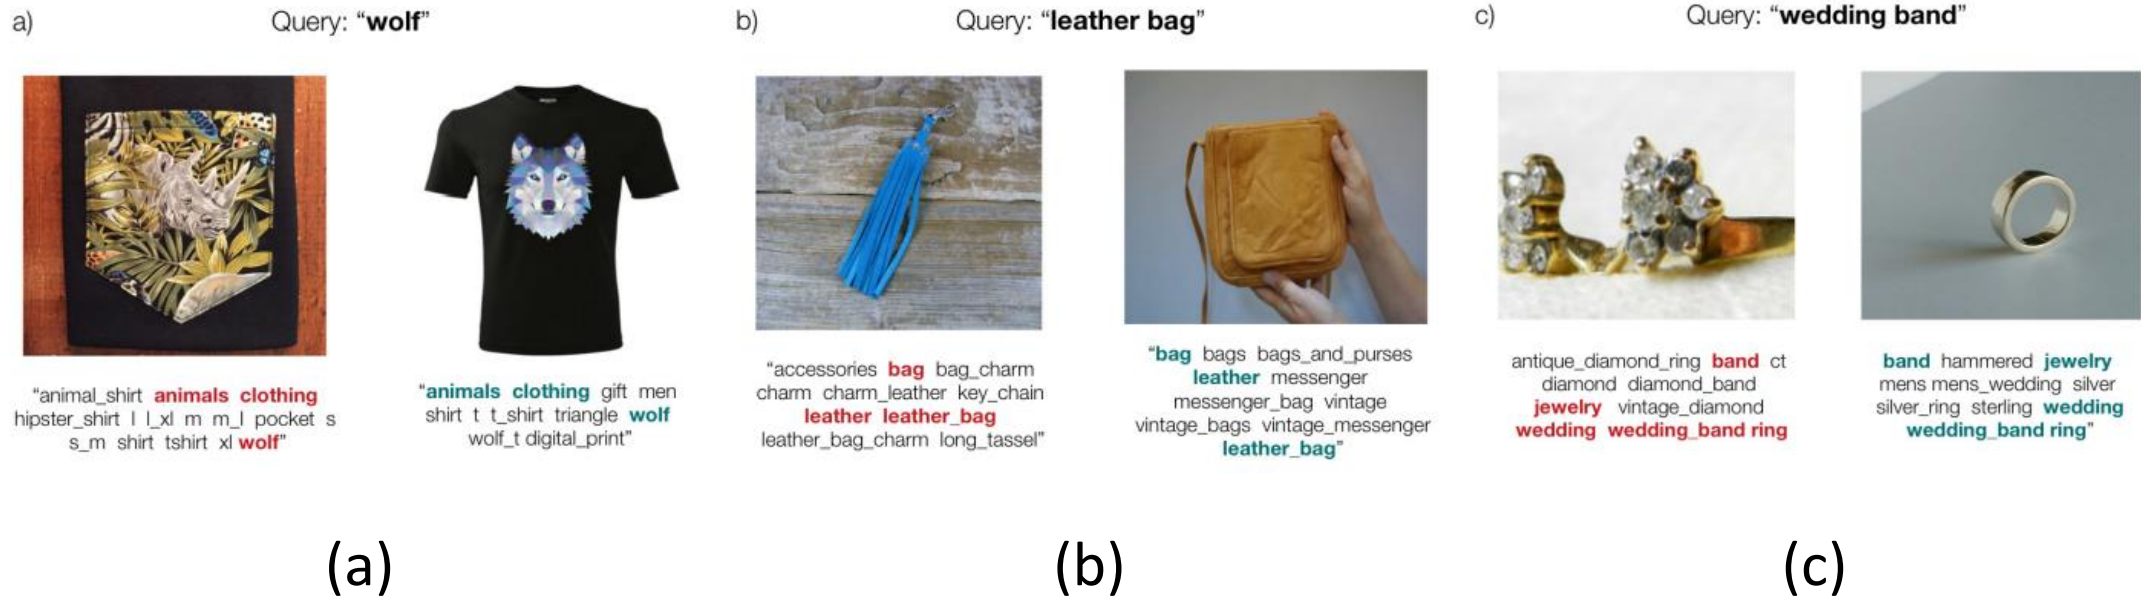 a)
Query: “wolf”
“animal_shirt animals clothing
hipster_shirt l l_xl m m_l pocket s
s_m shirt tshirt xl wolf”
“animals clothing gift men
shirt t t_shirt triangle wolf
wolf_t digital_print”
(a)
b)
Query: “leather bag”
“accessories bag bag_charm
charm charm_leather key_chain
leather leather_bag
leather_bag_charm long_tassel”
“bag bags bags_and_purses
leather messenger
messenger_bag vintage
vintage_bags vintage_messenger
leather_bag”
(b)
c)
Query: “wedding band”
antique_diamond_ring band ct
diamond diamond_band
jewelry vintage_diamond
wedding wedding_band ring
band hammered jewelry
mens mens_wedding silver
silver_ring sterling wedding
wedding_band ring”
(c)